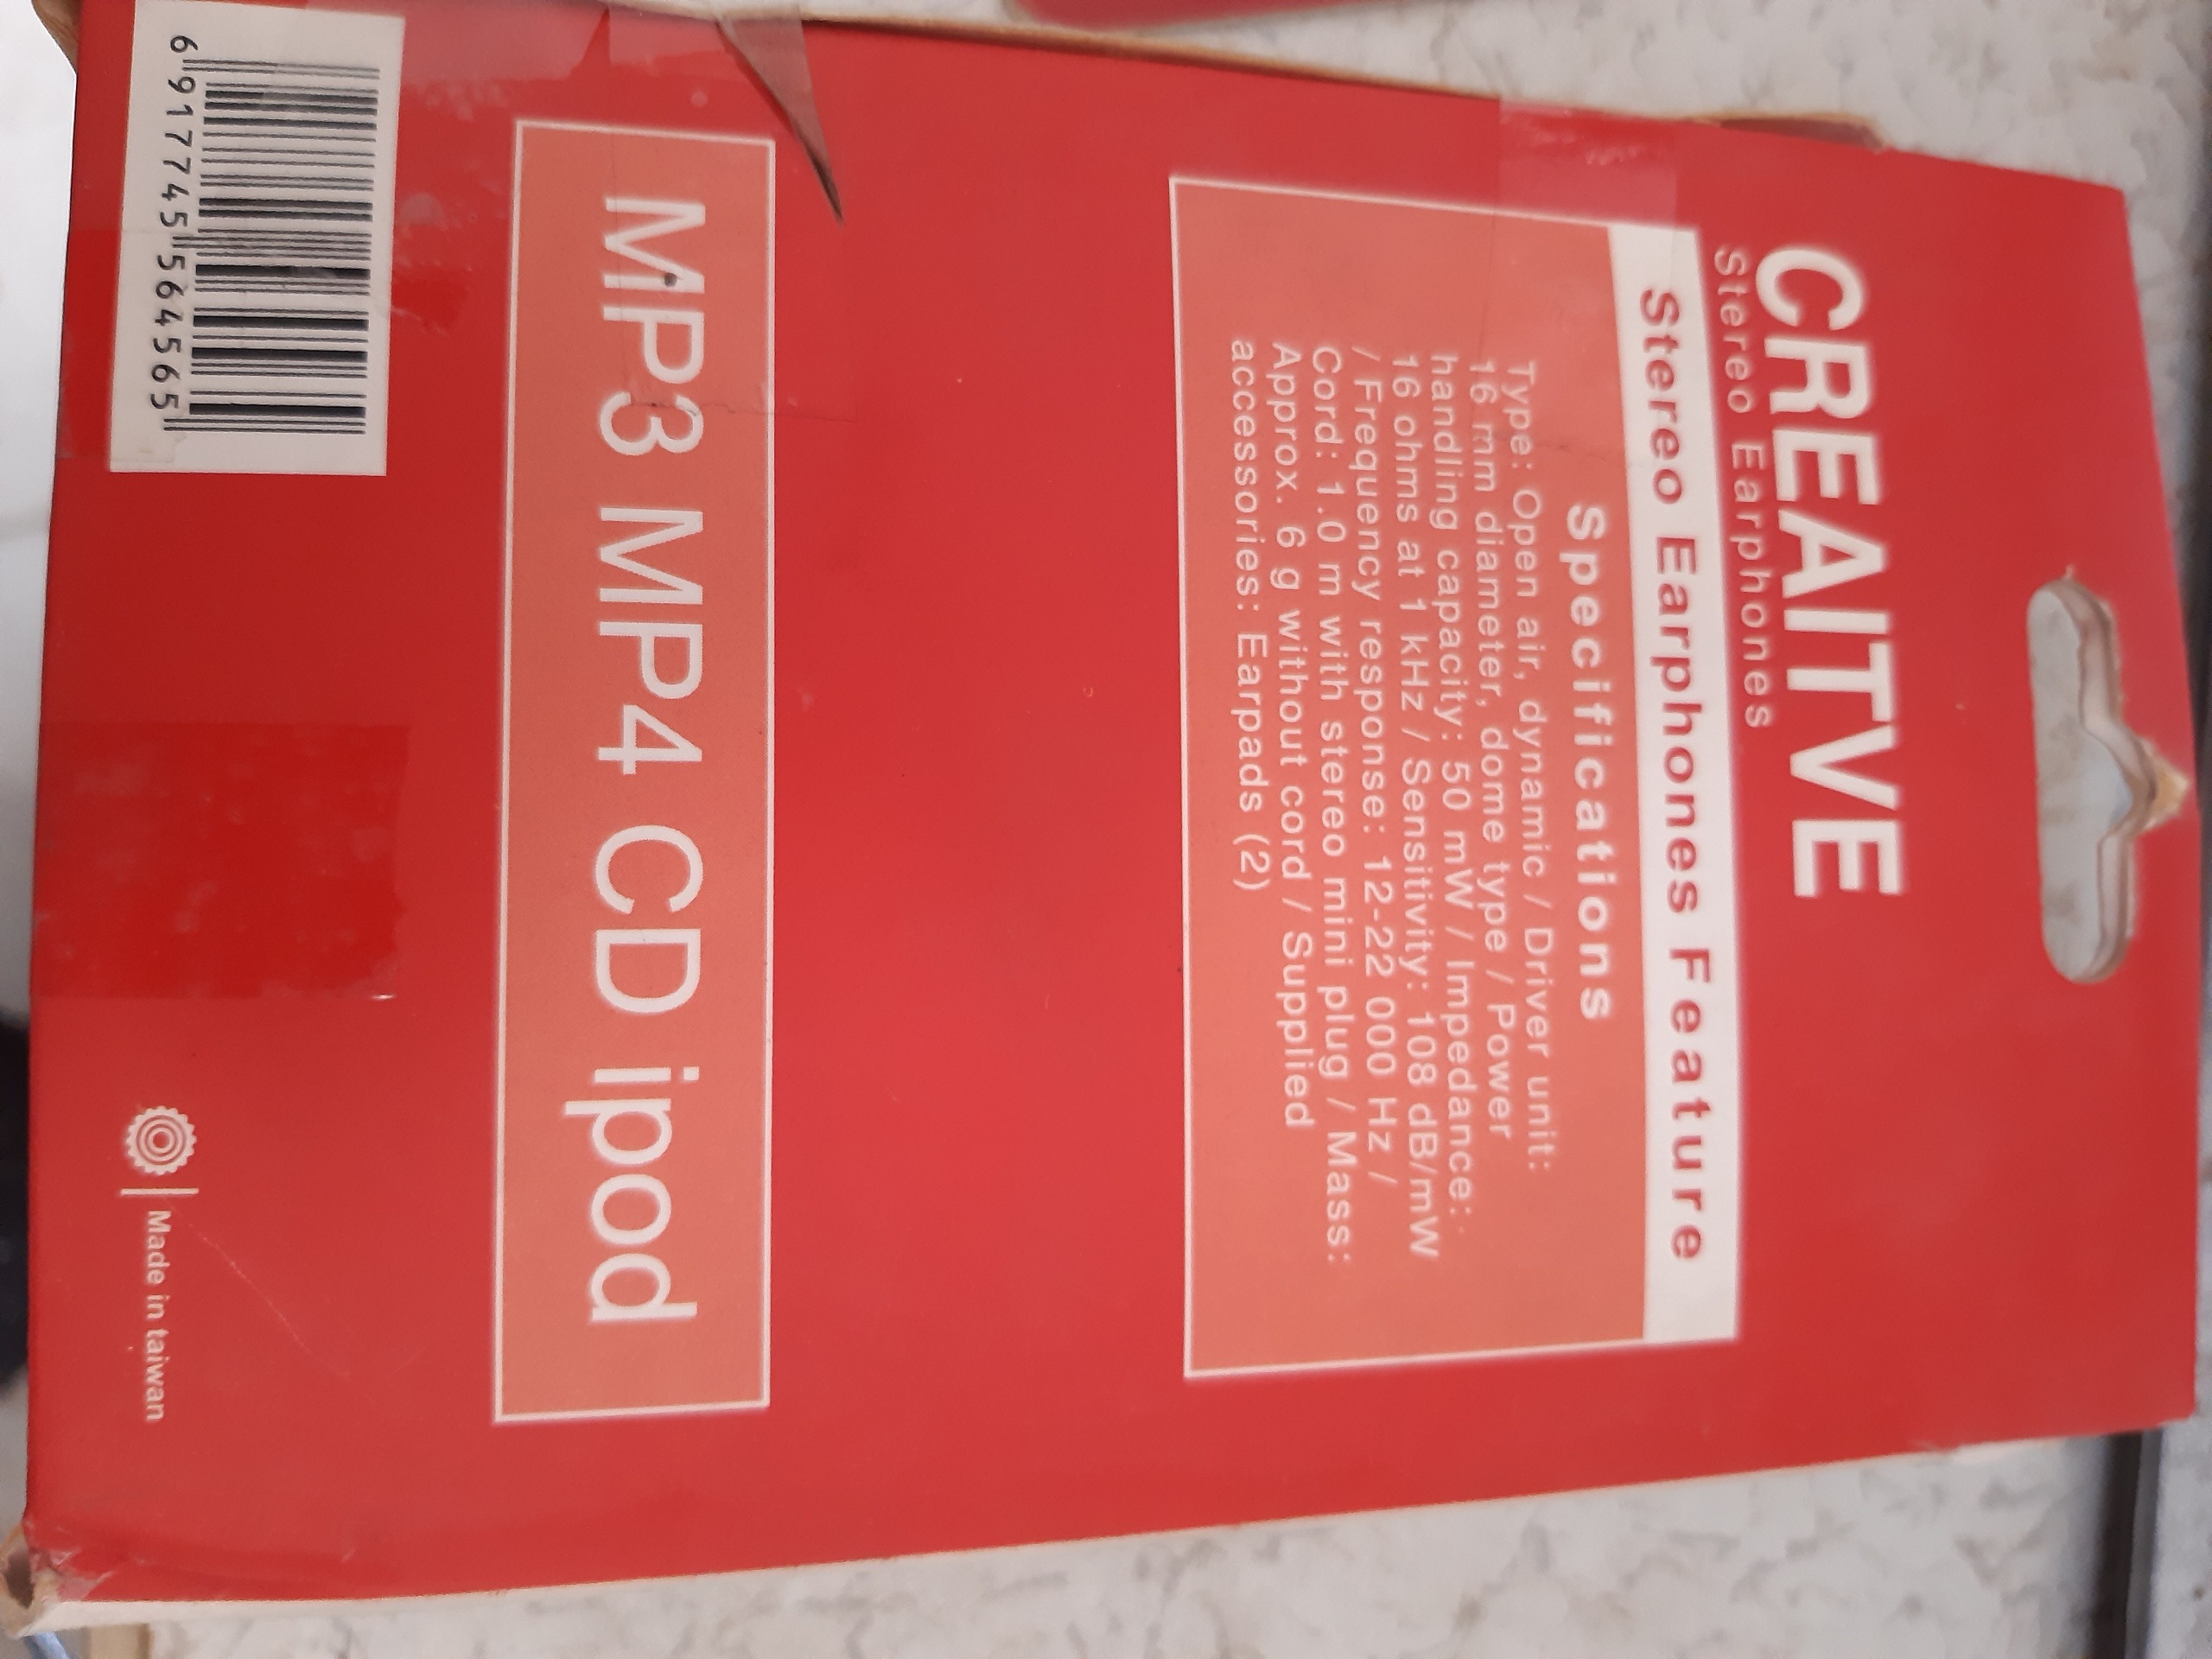 CREAITVE
Stereo Earphones
Stereo Earphones Feature
Specifications
Type: Open air, dynamic / Driver unit:
16 mm diameter, dome type / Power
handling capacity: 50 mW / Impedance:
16 ohms at 1 kHz / Sensitivity: 108 dB/mW
/ Frequency response: 12-22 000 Hz /
Cord: 1.0 m with stereo mini plug / Mass:
Approx. 6 g without cord / Supplied
accessories: Earpads (2)
MP3 MP4 CD ipod
6 917745 564565
Made in taiwan